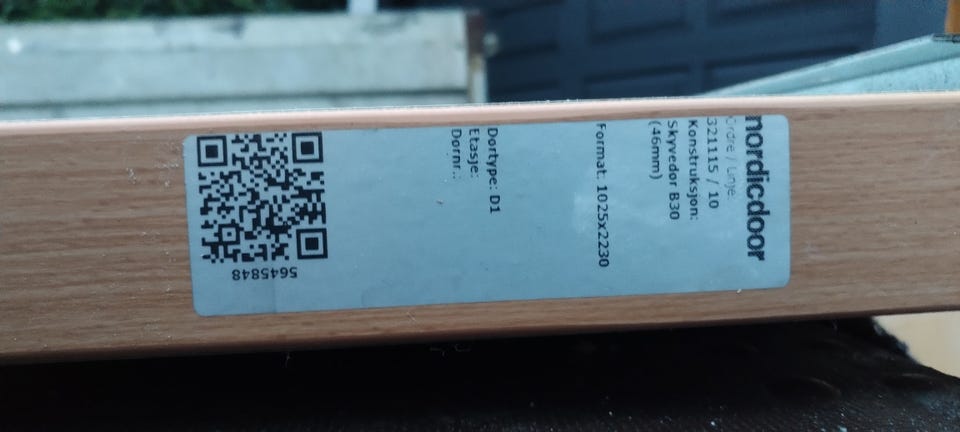 nordicdoor
Ordre / Linje:
321115 / 10
Konstruksjon:
Skyvedør B30
(46mm)
Format: 1025x2230
Dørtype: D1
Etasje:
Dørnr.:
5645848